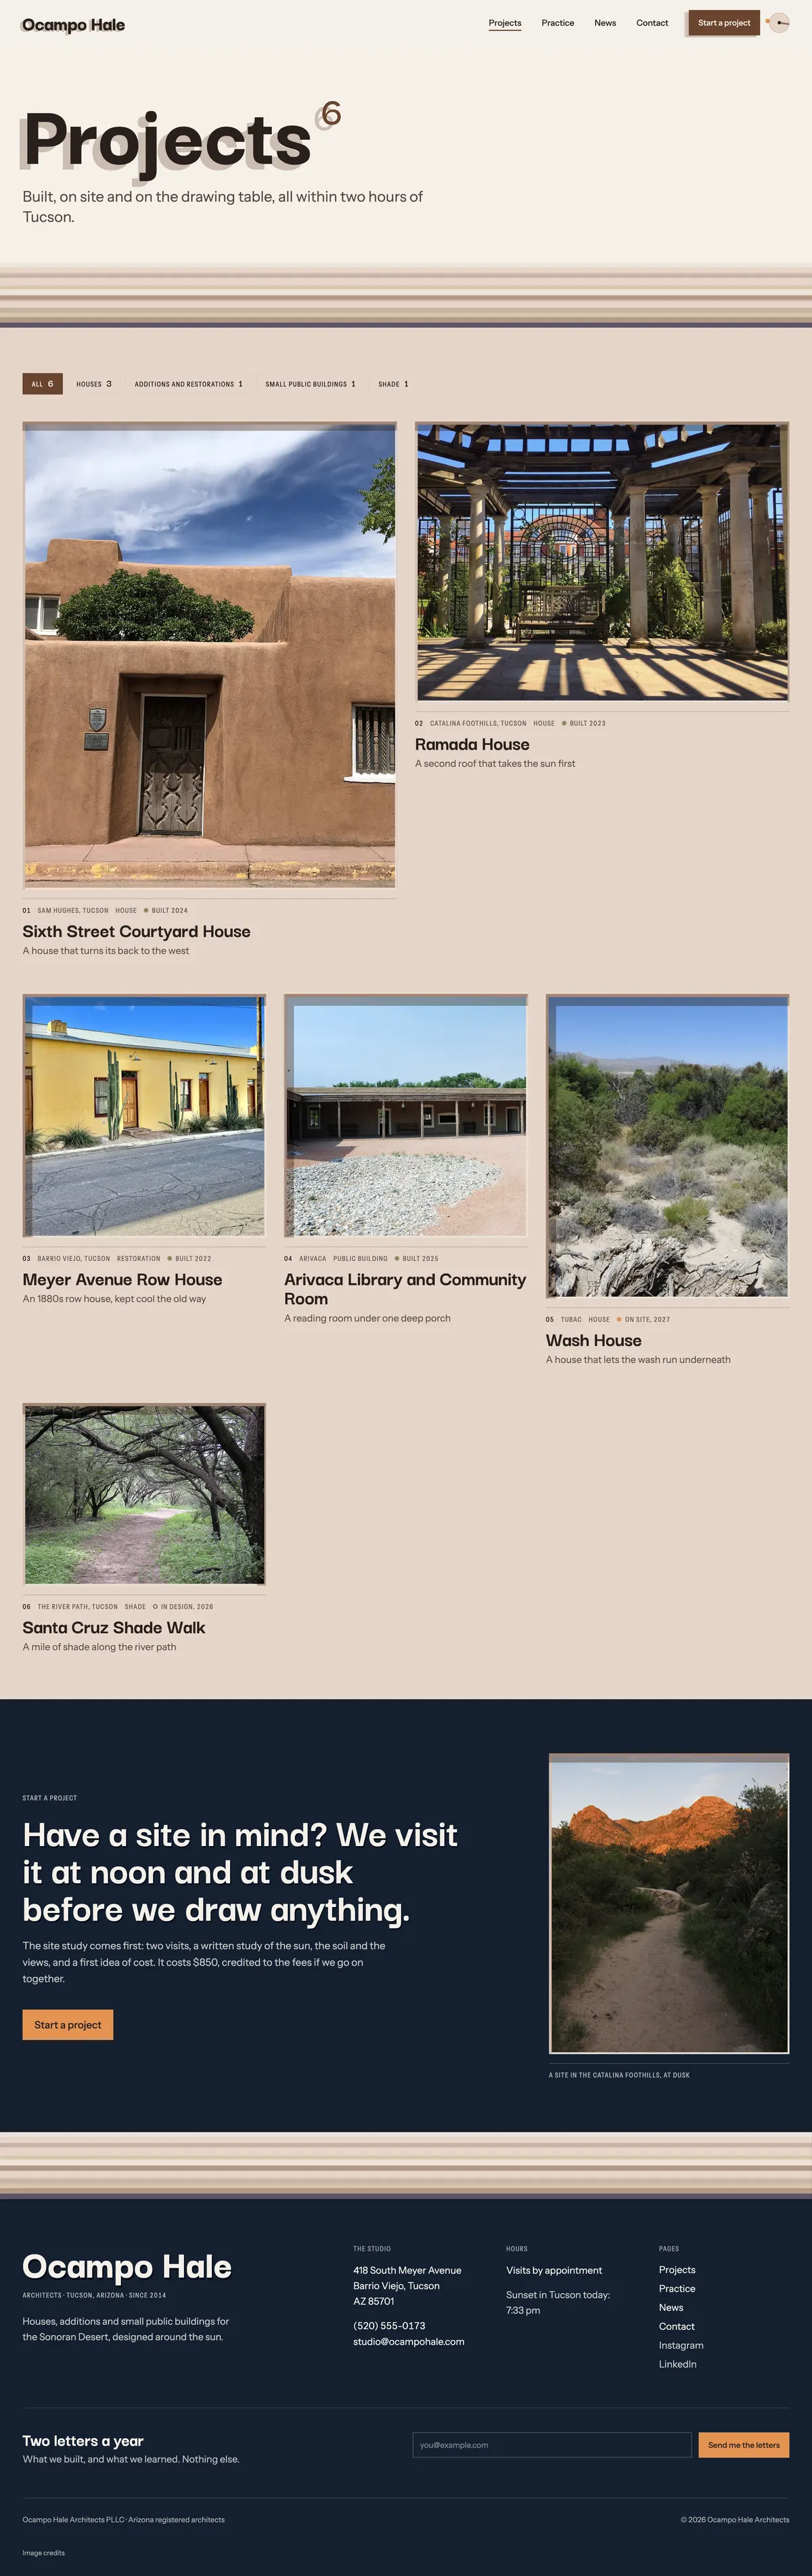 Ocampo Hale
Projects
Practice
News
Contact
Start a project
Projects 6
Built, on site and on the drawing table, all within two hours of
Tucson.
ALL 6
HOUSES 3
ADDITIONS AND RESTORATIONS 1
SMALL PUBLIC BUILDINGS 1
SHADE 1
02 CATALINA FOOTHILLS, TUCSON HOUSE BUILT 2023
Ramada House
A second roof that takes the sun first
01 SAM HUGHES, TUCSON HOUSE BUILT 2024
Sixth Street Courtyard House
A house that turns its back to the west
03 BARRIO VIEJO, TUCSON RESTORATION BUILT 2022
Meyer Avenue Row House
An 1880s row house, kept cool the old way
04 ARIVACA PUBLIC BUILDING BUILT 2025
Arivaca Library and Community
Room
A reading room under one deep porch
05 TUBAC HOUSE ON SITE, 2027
Wash House
A house that lets the wash run underneath
06 THE RIVER PATH, TUCSON SHADE IN DESIGN, 2026
Santa Cruz Shade Walk
A mile of shade along the river path
START A PROJECT
Have a site in mind? We visit
it at noon and at dusk
before we draw anything.
The site study comes first: two visits, a written study of the sun, the soil and the
views, and a first idea of cost. It costs $850, credited to the fees if we go on
together.
Start a project
A SITE IN THE CATALINA FOOTHILLS, AT DUSK
Ocampo Hale
ARCHITECTS · TUCSON, ARIZONA · SINCE 2014
Houses, additions and small public buildings for
the Sonoran Desert, designed around the sun.
THE STUDIO
418 South Meyer Avenue
Barrio Viejo, Tucson
AZ 85701
(520) 555-0173
studio@ocampohale.com
HOURS
Visits by appointment
Sunset in Tucson today:
7:33 pm
PAGES
Projects
Practice
News
Contact
Instagram
LinkedIn
Two letters a year
What we built, and what we learned. Nothing else.
you@example.com
Send me the letters
Ocampo Hale Architects PLLC · Arizona registered architects
© 2026 Ocampo Hale Architects
Image credits